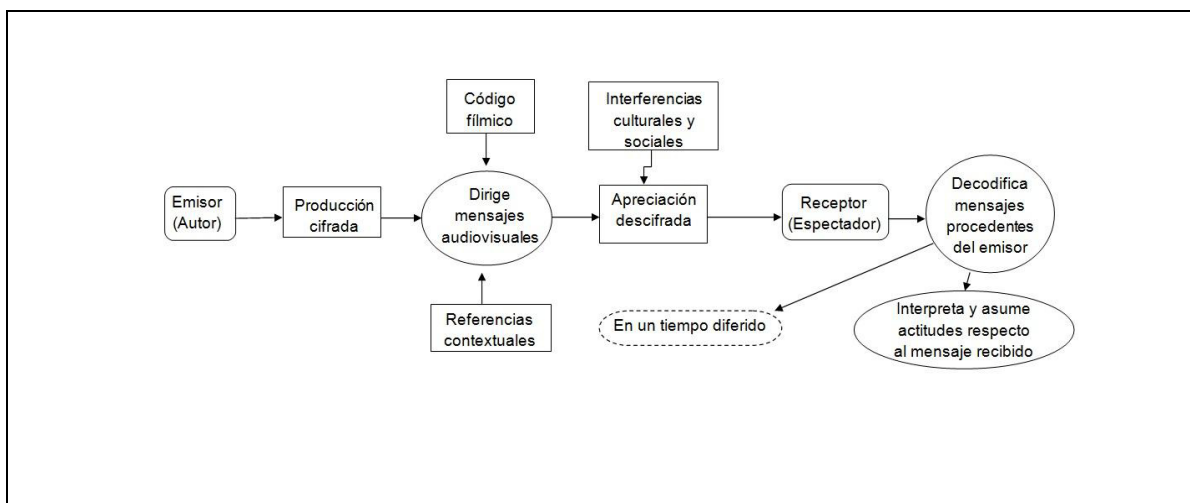 Código
fílmico
Interferencias
culturales y
sociales
Emisor
(Autor)
Producción
cifrada
Dirige
mensajes
audiovisuales
Apreciación
descifrada
Receptor
(Espectador)
Decodifica
mensajes
procedentes
del emisor
Referencias
contextuales
En un tiempo diferido
Interpreta y asume
actitudes respecto
al mensaje recibido